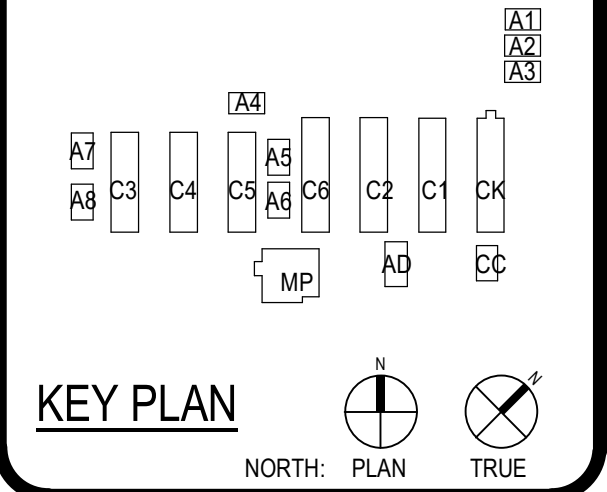 A1
A2
A3
A4
A7
A5
A8 C3 C4 C5 A6 C6 C2 C1 CK
MP AD CC
N N
KEY PLAN
NORTH: PLAN TRUE